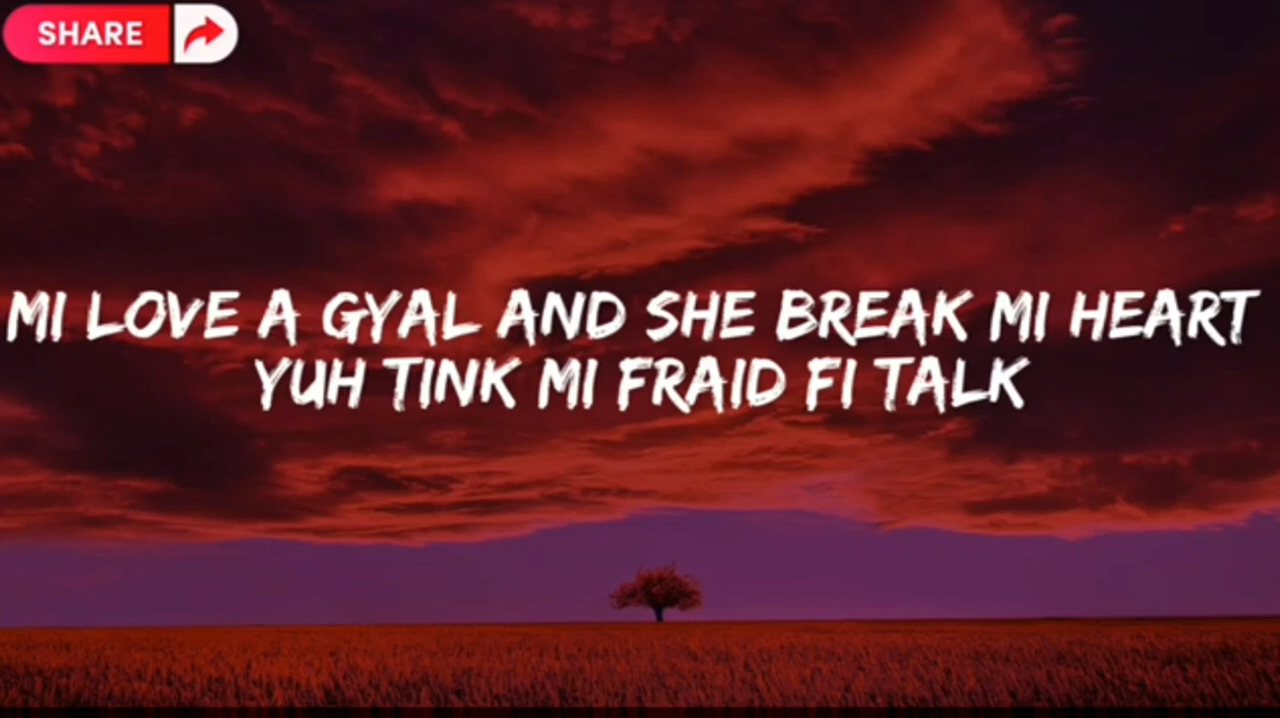 SHARE
MI LOVE A GYAL AND SHE BREAK MI HEART
YUH TINK MI FRAID FI TALK